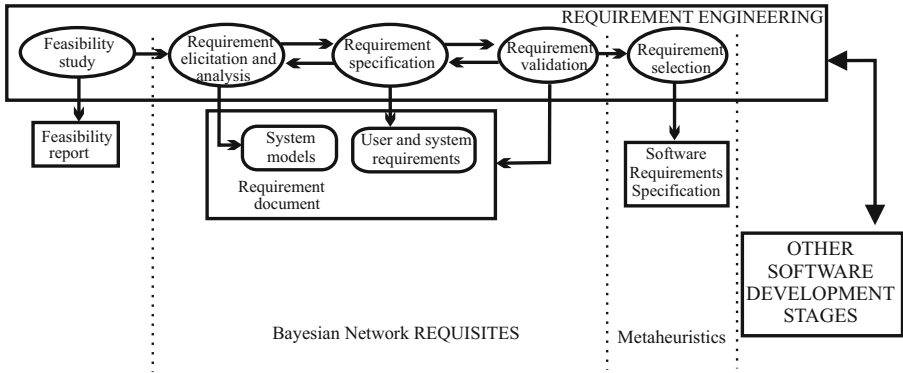 REQUIREMENT ENGINEERING
Feasibility
study
Requirement
elicitation and
analysis
Requirement
specification
Requirement
validation
Requirement
selection
Feasibility
report
System
models
User and system
requirements
Requirement
document
Software
Requirements
Specification
OTHER
SOFTWARE
DEVELOPMENT
STAGES
Bayesian Network REQUISITES
Metaheuristics